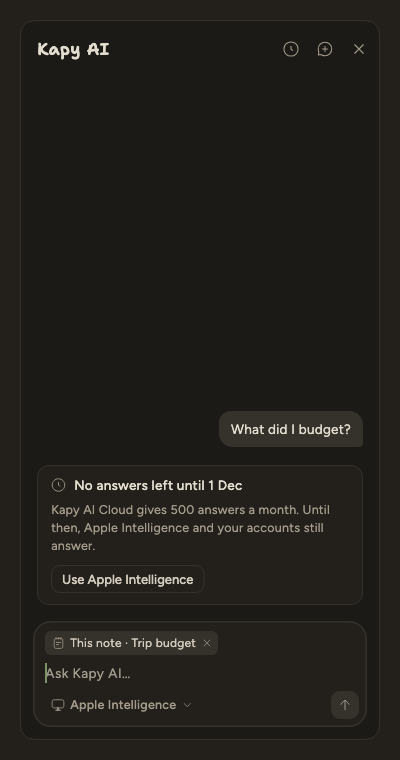 Kapy AI
What did I budget?
No answers left until 1 Dec
Kapy AI Cloud gives 500 answers a month. Until
then, Apple Intelligence and your accounts still
answer.
Use Apple Intelligence
This note · Trip budget
Ask Kapy AI...
Apple Intelligence